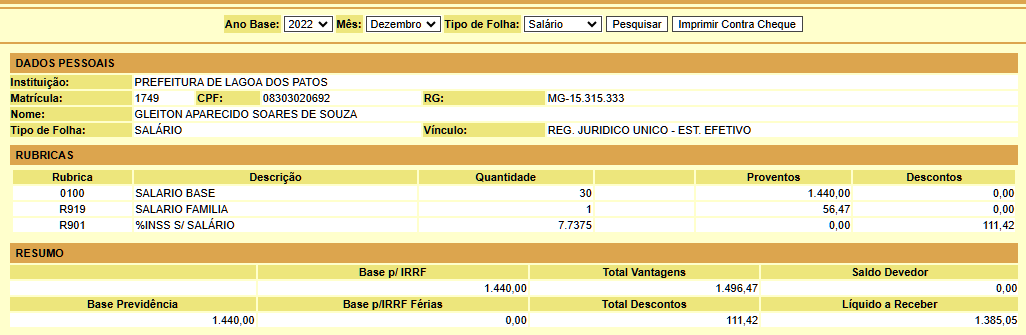 Ano Base: 2022 Mês: Dezembro Tipo de Folha: Salário Pesquisar Imprimir Contra Cheque
DADOS PESSOAIS
Instituição: PREFEITURA DE LAGOA DOS PATOS
Matrícula: 1749 CPF: 08303020692 RG: MG-15.315.333
Nome: GLEITON APARECIDO SOARES DE SOUZA
Tipo de Folha: SALÁRIO Vínculo: REG. JURIDICO UNICO - EST. EFETIVO
RUBRICAS
Rubrica Descrição Quantidade Proventos Descontos
0100 SALARIO BASE 30 1.440,00 0,00
R919 SALARIO FAMILIA 1 56,47 0,00
R901 %INSS S/ SALÁRIO 7.7375 0,00 111,42
RESUMO
Base p/ IRRF Total Vantagens Saldo Devedor
1.440,00 1.496,47 0,00
Base Previdência Base p/IRRF Férias Total Descontos Líquido a Receber
1.440,00 0,00 111,42 1.385,05